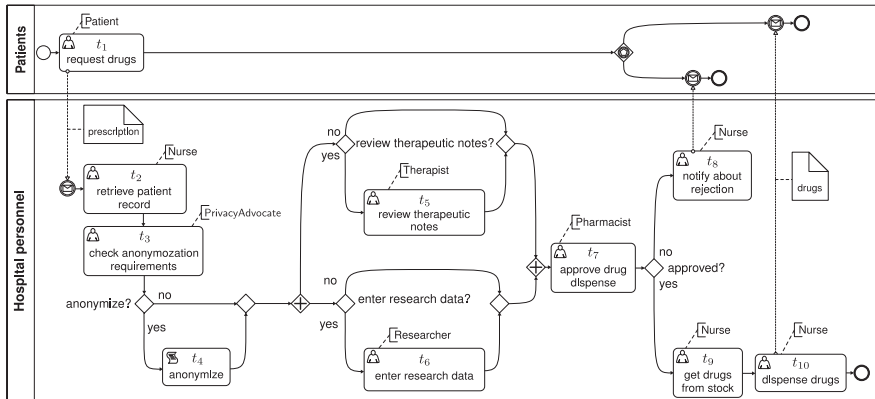 Patients
Patient
t1
request drugs
prescrIptIon
Hospital personnel
Nurse
t2
retrieve patient
record
PrivacyAdvocate
t3
check anonymozation
requirements
anonymize?
no
yes
t4
anonymIze
no
yes
review therapeutic notes?
Therapist
t5
review therapeutic
notes
no
yes
enter research data?
Researcher
t6
enter research data
Pharmacist
t7
approve drug
dIspense
no
approved?
yes
Nurse
t8
notify about
rejection
drugs
Nurse
t9
get drugs
from stock
Nurse
t10
dIspense drugs